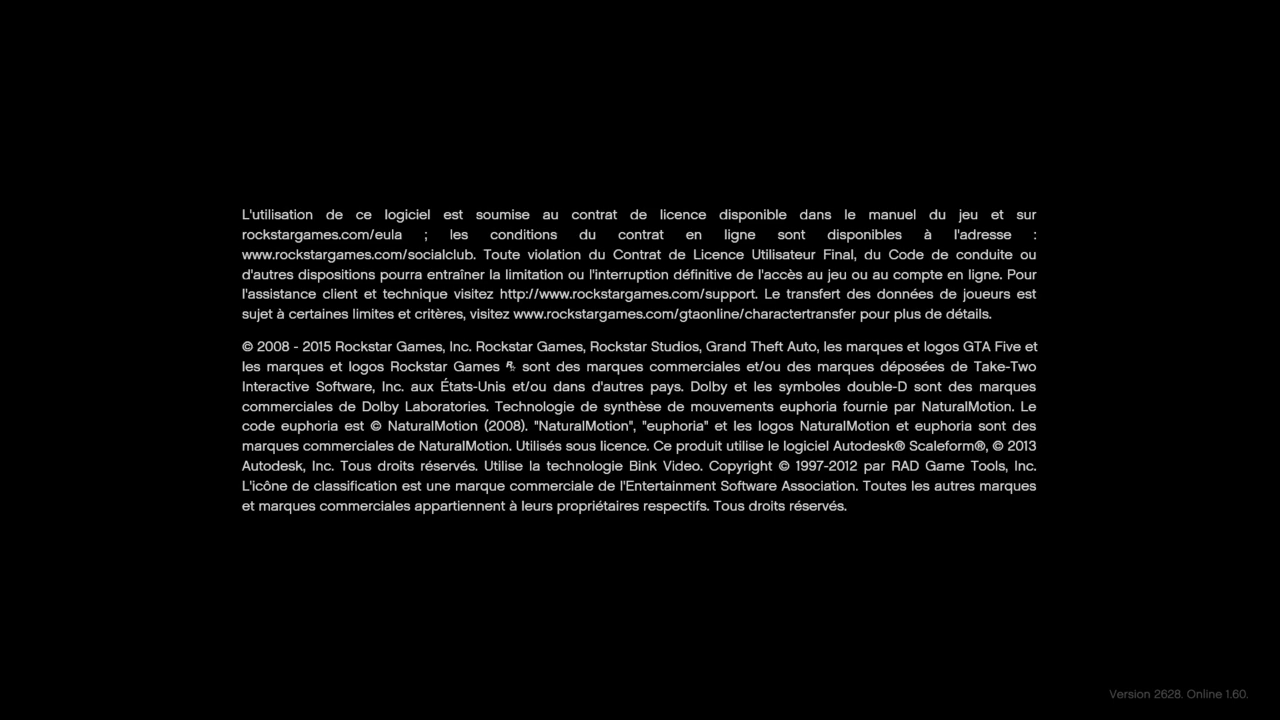 L'utilisation de ce logiciel est soumise au contrat de licence disponible dans le manuel du jeu et sur
rockstargames.com/eula ; les conditions du contrat en ligne sont disponibles à l'adresse :
www.rockstargames.com/socialclub. Toute violation du Contrat de Licence Utilisateur Final, du Code de conduite ou
d'autres dispositions pourra entraîner la limitation ou l'interruption définitive de l'accès au jeu ou au compte en ligne. Pour
l'assistance client et technique visitez http://www.rockstargames.com/support. Le transfert des données de joueurs est
sujet à certaines limites et critères, visitez www.rockstargames.com/gtaonline/charactertransfer pour plus de détails.
© 2008 - 2015 Rockstar Games, Inc. Rockstar Games, Rockstar Studios, Grand Theft Auto, les marques et logos GTA Five et
les marques et logos Rockstar Games R* sont des marques commerciales et/ou des marques déposées de Take-Two
Interactive Software, Inc. aux États-Unis et/ou dans d'autres pays. Dolby et les symboles double-D sont des marques
commerciales de Dolby Laboratories. Technologie de synthèse de mouvements euphoria fournie par NaturalMotion. Le
code euphoria est © NaturalMotion (2008). "NaturalMotion", "euphoria" et les logos NaturalMotion et euphoria sont des
marques commerciales de NaturalMotion. Utilisés sous licence. Ce produit utilise le logiciel Autodesk® Scaleform®, © 2013
Autodesk, Inc. Tous droits réservés. Utilise la technologie Bink Video. Copyright © 1997-2012 par RAD Game Tools, Inc.
L'icône de classification est une marque commerciale de l'Entertainment Software Association. Toutes les autres marques
et marques commerciales appartiennent à leurs propriétaires respectifs. Tous droits réservés.
Version 2628. Online 1.60.